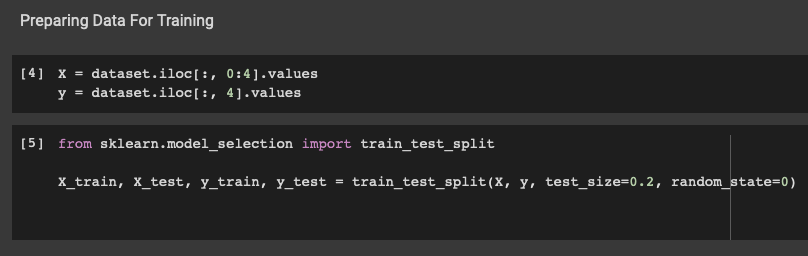 Preparing Data For Training
[4] X = dataset.iloc[:, 0:4].values
y = dataset.iloc[:, 4].values
[5] from sklearn.model_selection import train_test_split
X_train, X_test, y_train, y_test = train_test_split(X, y, test_size=0.2, random_state=0)